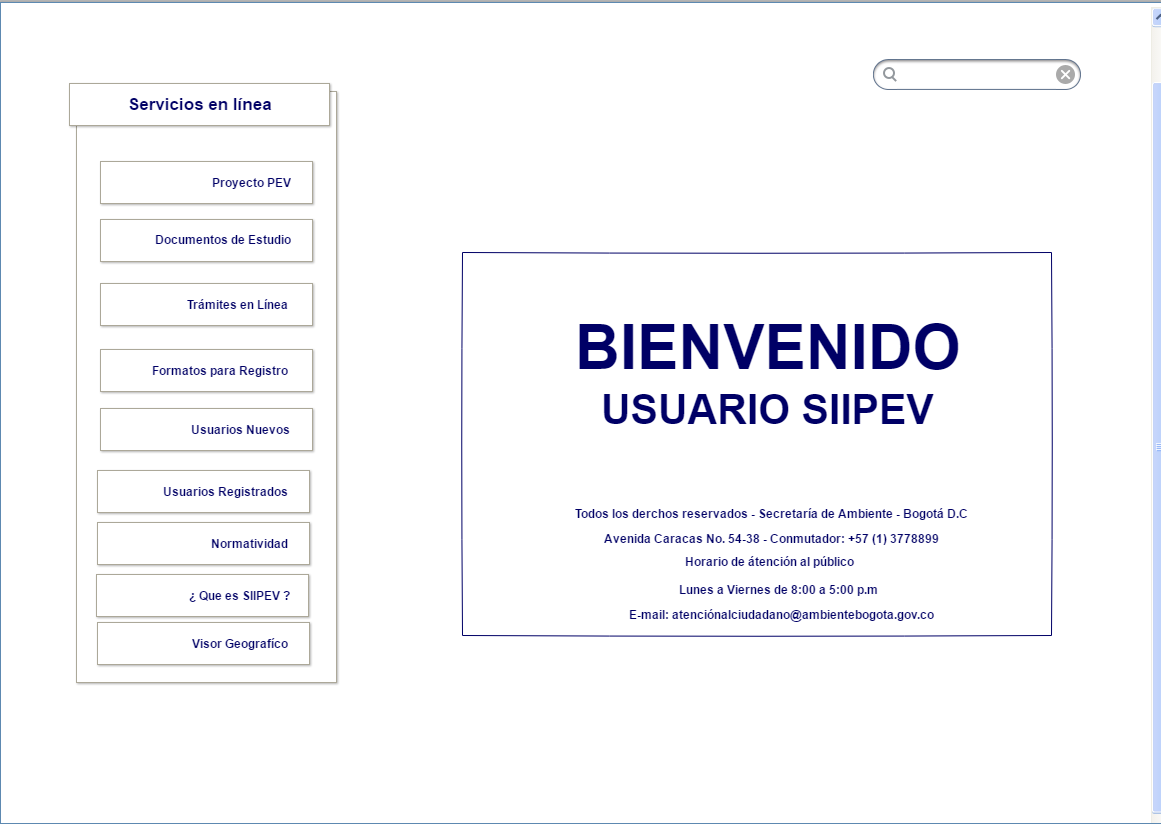 Servicios en línea
Proyecto PEV
Documentos de Estudio
Trámites en Línea
Formatos para Registro
Usuarios Nuevos
Usuarios Registrados
Normatividad
¿ Que es SIIPEV ?
Visor Geografíco
BIENVENIDO
USUARIO SIIPEV
Todos los derchos reservados - Secretaría de Ambiente - Bogotá D.C
Avenida Caracas No. 54-38 - Conmutador: +57 (1) 3778899
Horario de átención al público
Lunes a Viernes de 8:00 a 5:00 p.m
E-mail: atenciónalciudadano@ambientebogota.gov.co